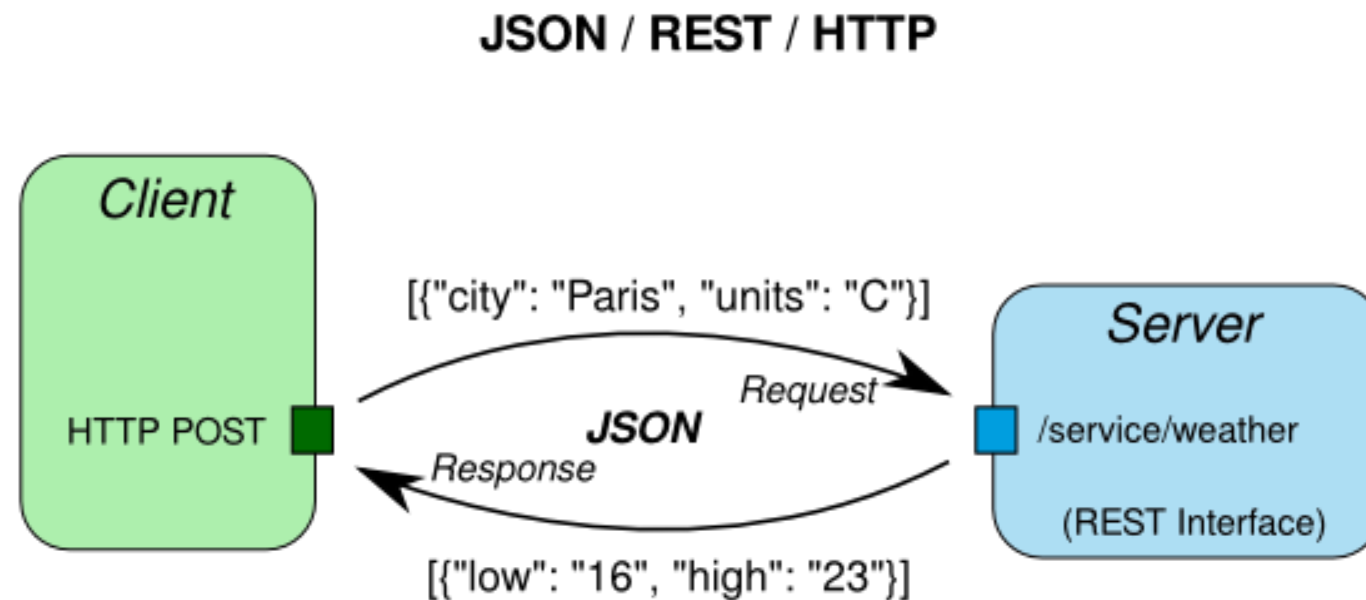 JSON / REST / HTTP
Client
HTTP POST
[{"city": "Paris", "units": "C"}]
Request
JSON
Response
[{"low": "16", "high": "23"}]
Server
/service/weather
(REST Interface)